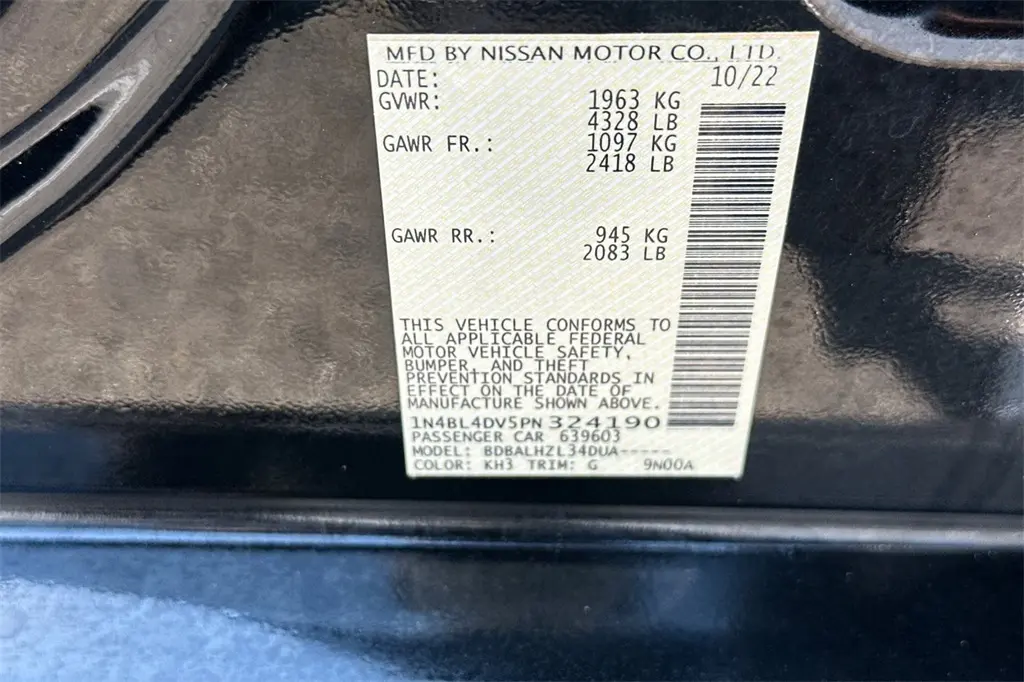 MFD BY NISSAN MOTOR CO., LTD.
DATE: 10/22
GVWR: 1963 KG
4328 LB
GAWR FR.: 1097 KG
2418 LB
GAWR RR.: 945 KG
2083 LB
THIS VEHICLE CONFORMS TO
ALL APPLICABLE FEDERAL
MOTOR VEHICLE SAFETY,
BUMPER, AND THEFT
PREVENTION STANDARDS IN
EFFECT ON THE DATE OF
MANUFACTURE SHOWN ABOVE.
1N4BL4DV5PN324190
PASSENGER CAR 639603
MODEL: BDBALHZL34DUA-----
COLOR: KH3 TRIM: G 9N00A